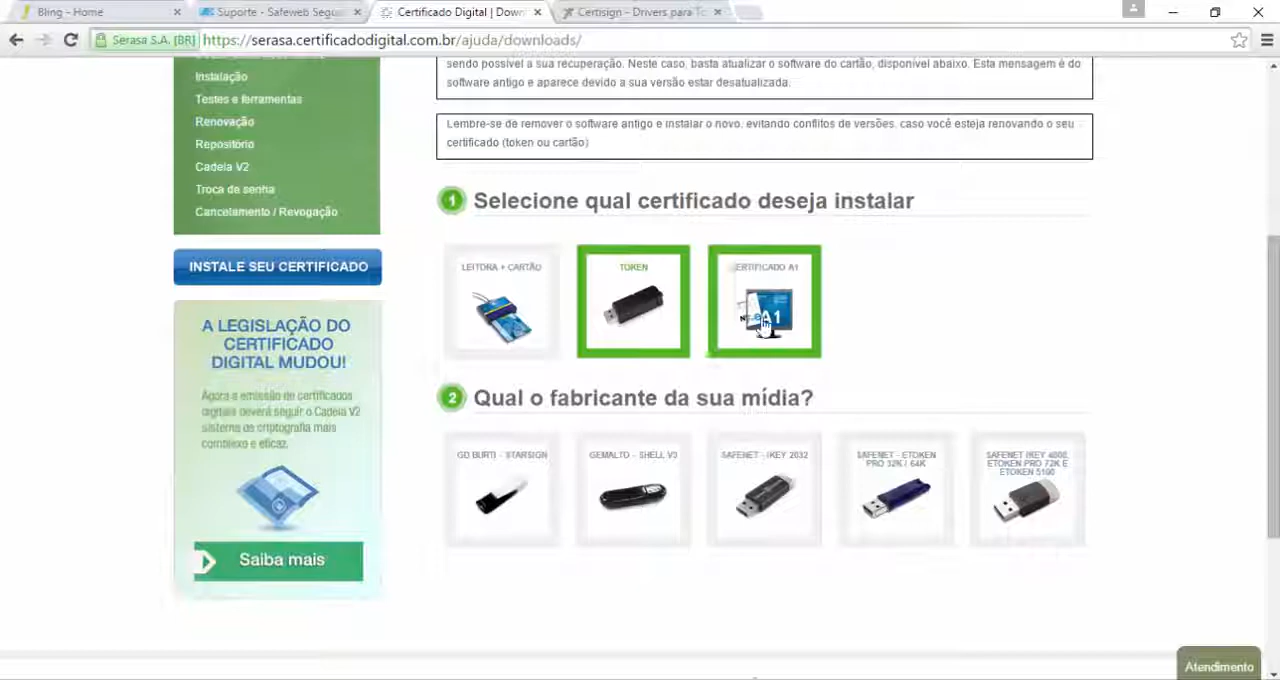 Bling - Home
Suporte - Safeweb Segu
Certificado Digital | Down
Certisign - Drivers para To
Serasa S.A. [BR]
https://serasa.certificadodigital.com.br/ajuda/downloads/
Instalação
Testes e ferramentas
Renovação
Repositório
Cadeia V2
Troca de senha
Cancelamento / Revogação
INSTALE SEU CERTIFICADO
A LEGISLAÇÃO DO
CERTIFICADO
DIGITAL MUDOU!
Agora a emissão de certificados
digitais deverá seguir o Cadeia V2
sistema de criptografia mais
complexo e eficaz.
Saiba mais
sendo possível a sua recuperação. Neste caso, basta atualizar o software do cartão, disponível abaixo. Esta mensagem é do
software antigo e aparece devido a sua versão estar desatualizada.
Lembre-se de remover o software antigo e instalar o novo, evitando conflitos de versões, caso você esteja renovando o seu
certificado (token ou cartão)
1 Selecione qual certificado deseja instalar
LEITORA + CARTÃO
TOKEN
CERTIFICADO A1
A1
2 Qual o fabricante da sua mídia?
GD BURTI - STARSIGN
GEMALTO - SHELL V3
SAFENET - IKEY 2032
SAFENET - ETOKEN
PRO 32K / 64K
SAFENET IKEY 4000,
ETOKEN PRO 72K E
ETOKEN 5100
Atendimento